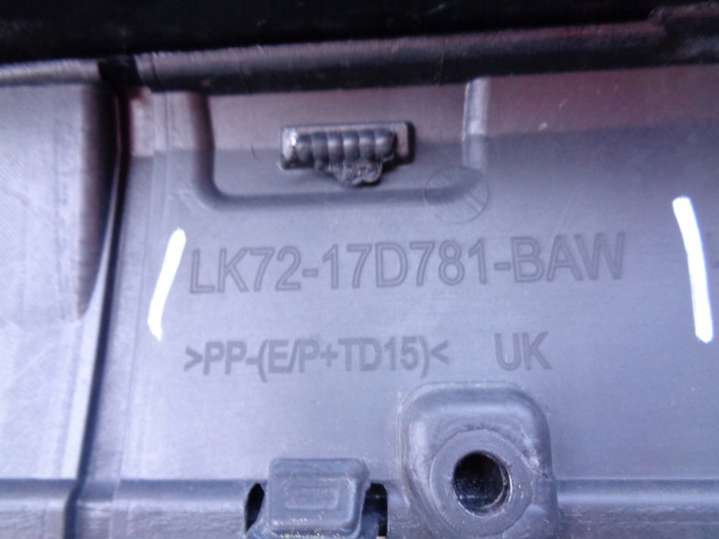 LK72-17D781-BAW
>PP-(E/P+TD15)< UK